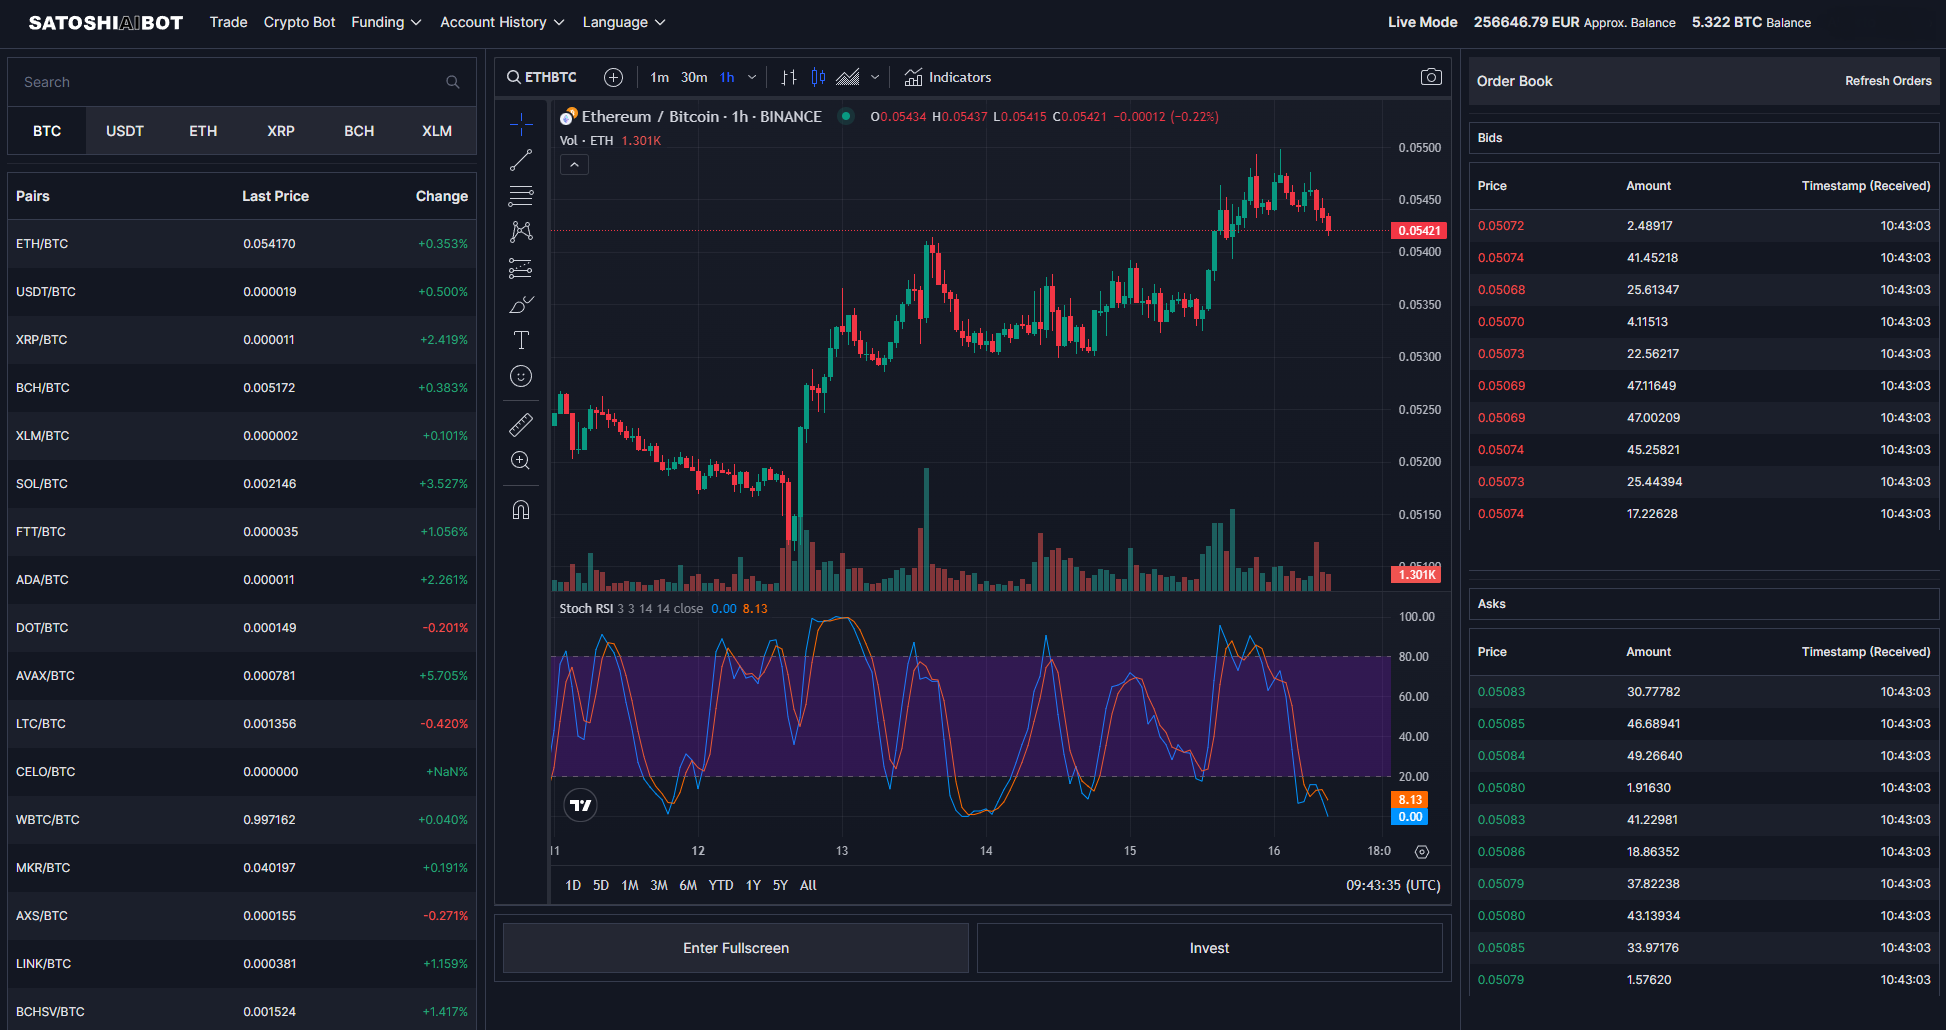 SATOSHIAIBOT Trade Crypto Bot Funding Account History Language Live Mode 256646.79 EUR Approx. Balance 5.322 BTC Balance
Search
BTC USDT ETH XRP BCH XLM
Pairs Last Price Change
ETH/BTC 0.054170 +0.353%
USDT/BTC 0.000019 +0.500%
XRP/BTC 0.000011 +2.419%
BCH/BTC 0.005172 +0.383%
XLM/BTC 0.000002 +0.101%
SOL/BTC 0.002146 +3.527%
FTT/BTC 0.000035 +1.056%
ADA/BTC 0.000011 +2.261%
DOT/BTC 0.000149 -0.201%
AVAX/BTC 0.000781 +5.705%
LTC/BTC 0.001356 -0.420%
CELO/BTC 0.000000 +NaN%
WBTC/BTC 0.997162 +0.040%
MKR/BTC 0.040197 +0.191%
AXS/BTC 0.000155 -0.271%
LINK/BTC 0.000381 +1.159%
BCHSV/BTC 0.001524 +1.417%
ETHBTC 1m 30m 1h Indicators
Ethereum / Bitcoin · 1h · BINANCE O0.05434 H0.05437 L0.05415 C0.05421 −0.00012 (−0.22%)
Vol · ETH 1.301K
0.05500
0.05450
0.05421
0.05400
0.05350
0.05300
0.05250
0.05200
0.05150
0.05100
1.301K
Stoch RSI 3 3 14 14 close 0.00 8.13
100.00
80.00
60.00
40.00
20.00
8.13
0.00
11 12 13 14 15 16 18:0
1D 5D 1M 3M 6M YTD 1Y 5Y All 09:43:35 (UTC)
Enter Fullscreen Invest
Order Book Refresh Orders
Bids
Price Amount Timestamp (Received)
0.05072 2.48917 10:43:03
0.05074 41.45218 10:43:03
0.05068 25.61347 10:43:03
0.05070 4.11513 10:43:03
0.05073 22.56217 10:43:03
0.05069 47.11649 10:43:03
0.05069 47.00209 10:43:03
0.05074 45.25821 10:43:03
0.05073 25.44394 10:43:03
0.05074 17.22628 10:43:03
Asks
Price Amount Timestamp (Received)
0.05083 30.77782 10:43:03
0.05085 46.68941 10:43:03
0.05084 49.26640 10:43:03
0.05080 1.91630 10:43:03
0.05083 41.22981 10:43:03
0.05086 18.86352 10:43:03
0.05079 37.82238 10:43:03
0.05080 43.13934 10:43:03
0.05085 33.97176 10:43:03
0.05079 1.57620 10:43:03